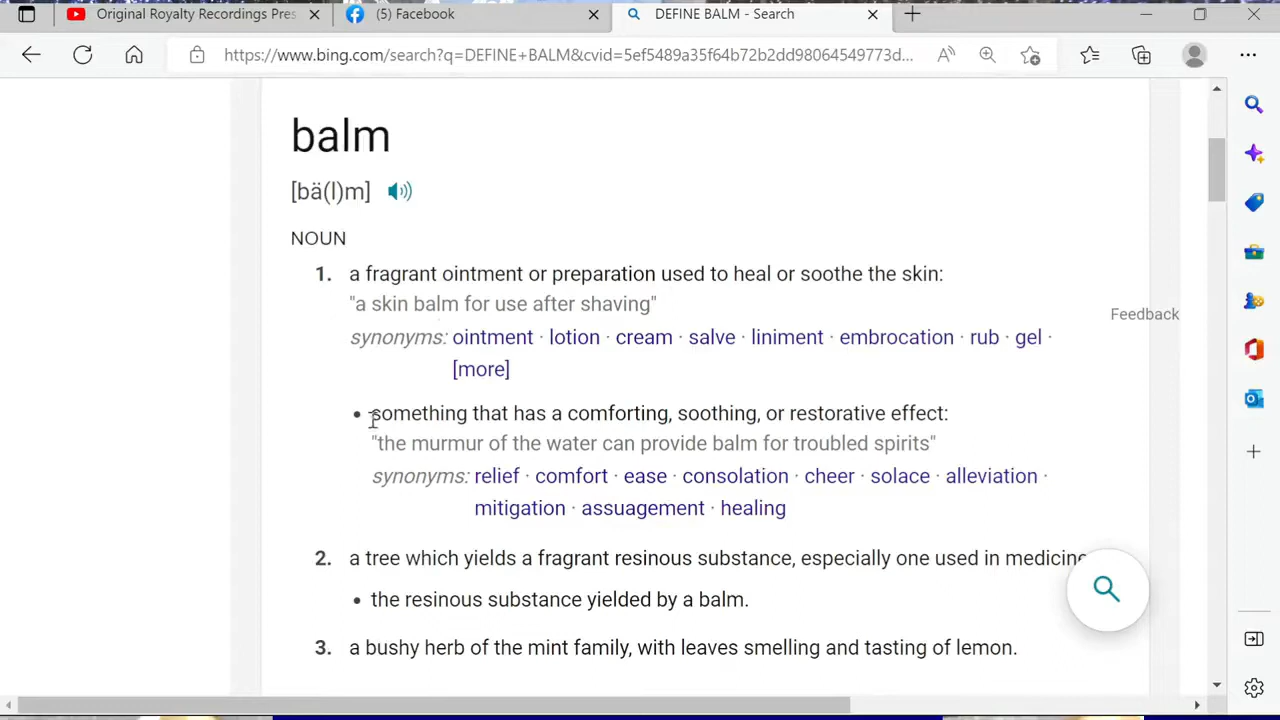 Original Royalty Recordings Pres
(5) Facebook
DEFINE BALM - Search
https://www.bing.com/search?q=DEFINE+BALM&cvid=5ef5489a35f64b72b2dd98064549773d...
balm
[bä(l)m]
NOUN
1. a fragrant ointment or preparation used to heal or soothe the skin:
"a skin balm for use after shaving"
Feedback
synonyms: ointment · lotion · cream · salve · liniment · embrocation · rub · gel ·
[more]
• something that has a comforting, soothing, or restorative effect:
"the murmur of the water can provide balm for troubled spirits"
synonyms: relief · comfort · ease · consolation · cheer · solace · alleviation ·
mitigation · assuagement · healing
2. a tree which yields a fragrant resinous substance, especially one used in medicine
• the resinous substance yielded by a balm.
3. a bushy herb of the mint family, with leaves smelling and tasting of lemon.